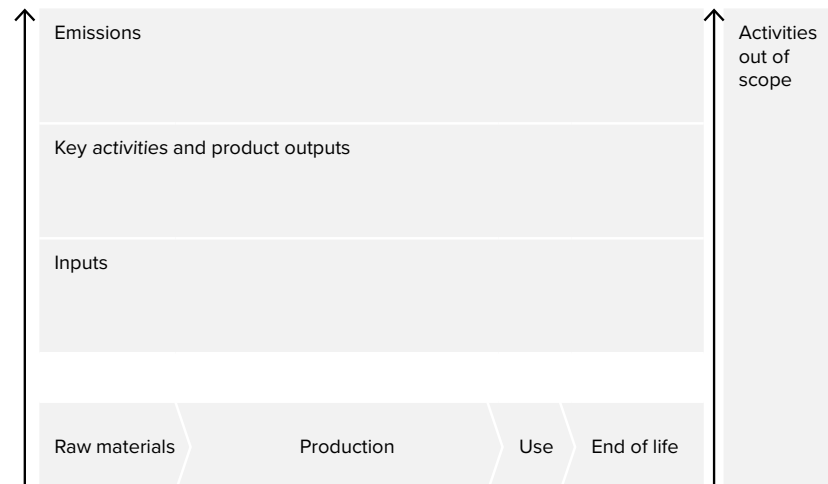 Emissions
Activities
out of
scope
Key activities and product outputs
Inputs
Raw materials
Production
Use
End of life